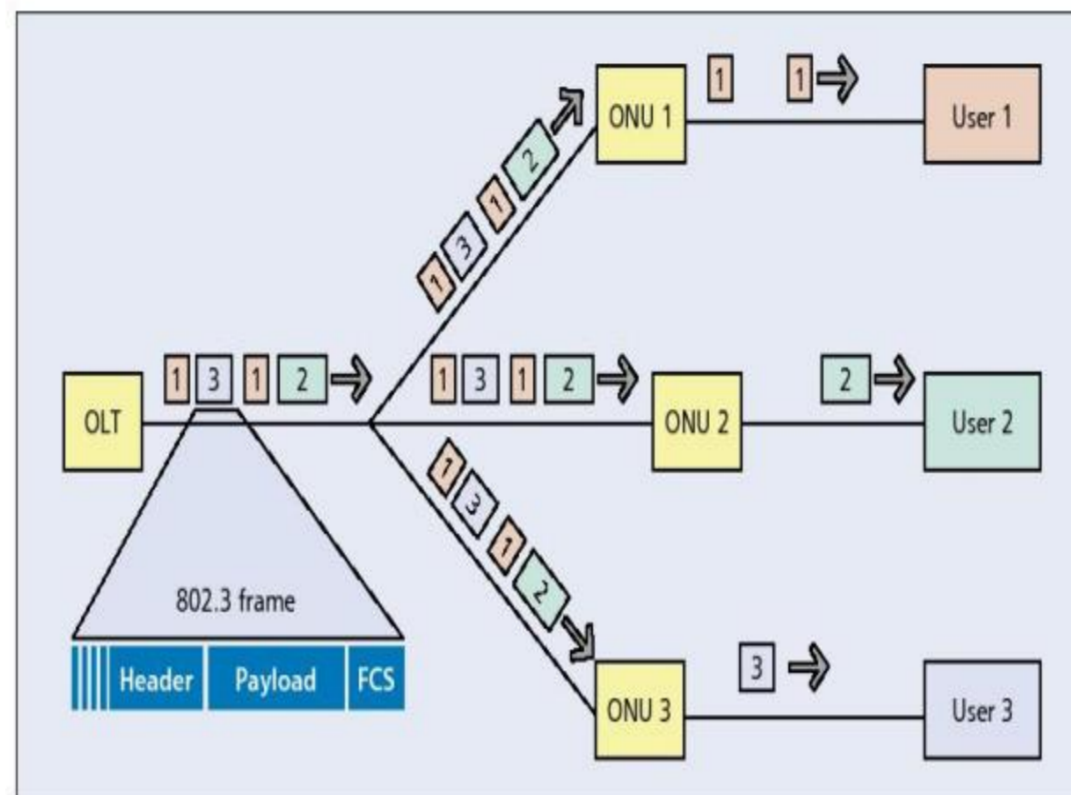 1 1
ONU 1
User 1
2
1
3
1
1 3 1 2
1 3 1 2
2
OLT
ONU 2
User 2
1
3
1
2
802.3 frame
Header Payload FCS
3
ONU 3
User 3